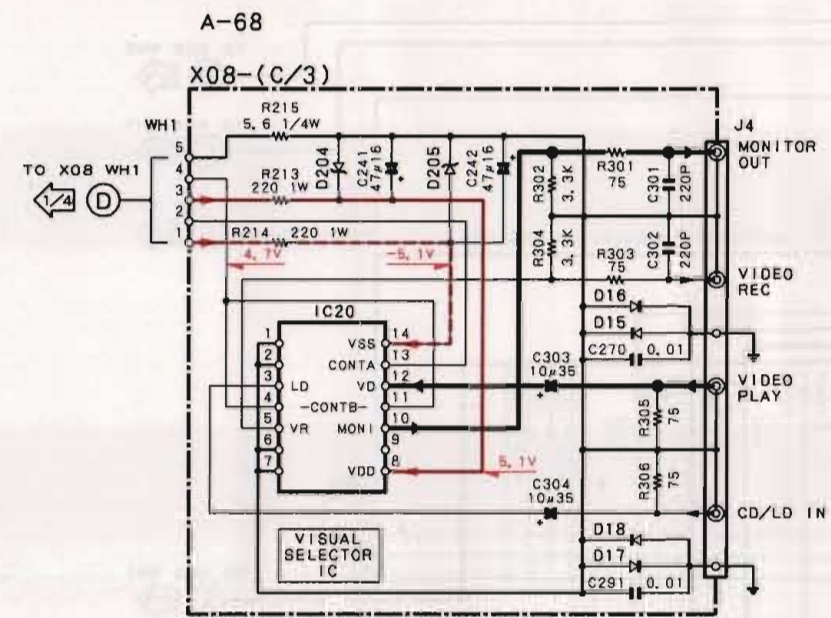 A-68
X08-(C/3)
WH1
R215
5.6 1/4W
5
4
3
2
1
TO X08 WH1
1/4
D
R213
220 1W
R214 220 1W
D204
C241
47µ16
+
D205
C242
47µ16
+
4.7V
-5.1V
R302
3.3K
R301
75
C301
220P
R304
3.3K
R303
75
C302
220P
J4
MONITOR
OUT
VIDEO
REC
D16
D15
C270 0.01
IC20
1
2
3
4
5
6
7
14
13
12
11
10
9
8
VSS
CONTA
LD
VD
-CONTB-
VR
MONI
VDD
5.1V
C303
10µ35
+
VIDEO
PLAY
R305
75
R306
75
C304
10µ35
+
CD/LD IN
VISUAL
SELECTOR
IC
D18
D17
C291 0.01